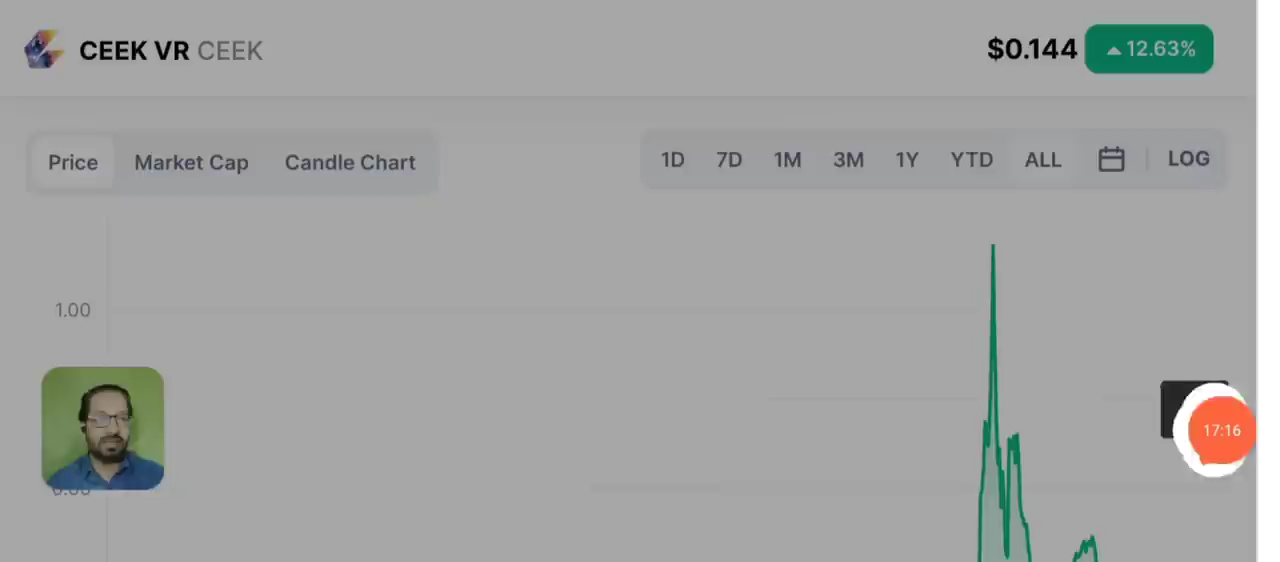 CEEK VR CEEK
$0.144 12.63%
Price Market Cap Candle Chart
1D 7D 1M 3M 1Y YTD ALL LOG
1.00
17:16